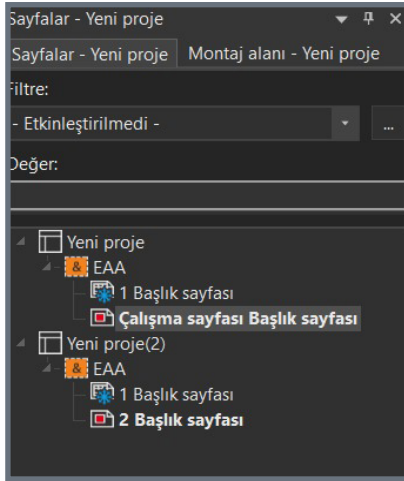 Sayfalar - Yeni proje
Sayfalar - Yeni proje Montaj alanı - Yeni proje
Filtre:
- Etkinleştirilmedi - ...
Değer:
Yeni proje
& EAA
1 Başlık sayfası
Çalışma sayfası Başlık sayfası
Yeni proje(2)
& EAA
1 Başlık sayfası
2 Başlık sayfası